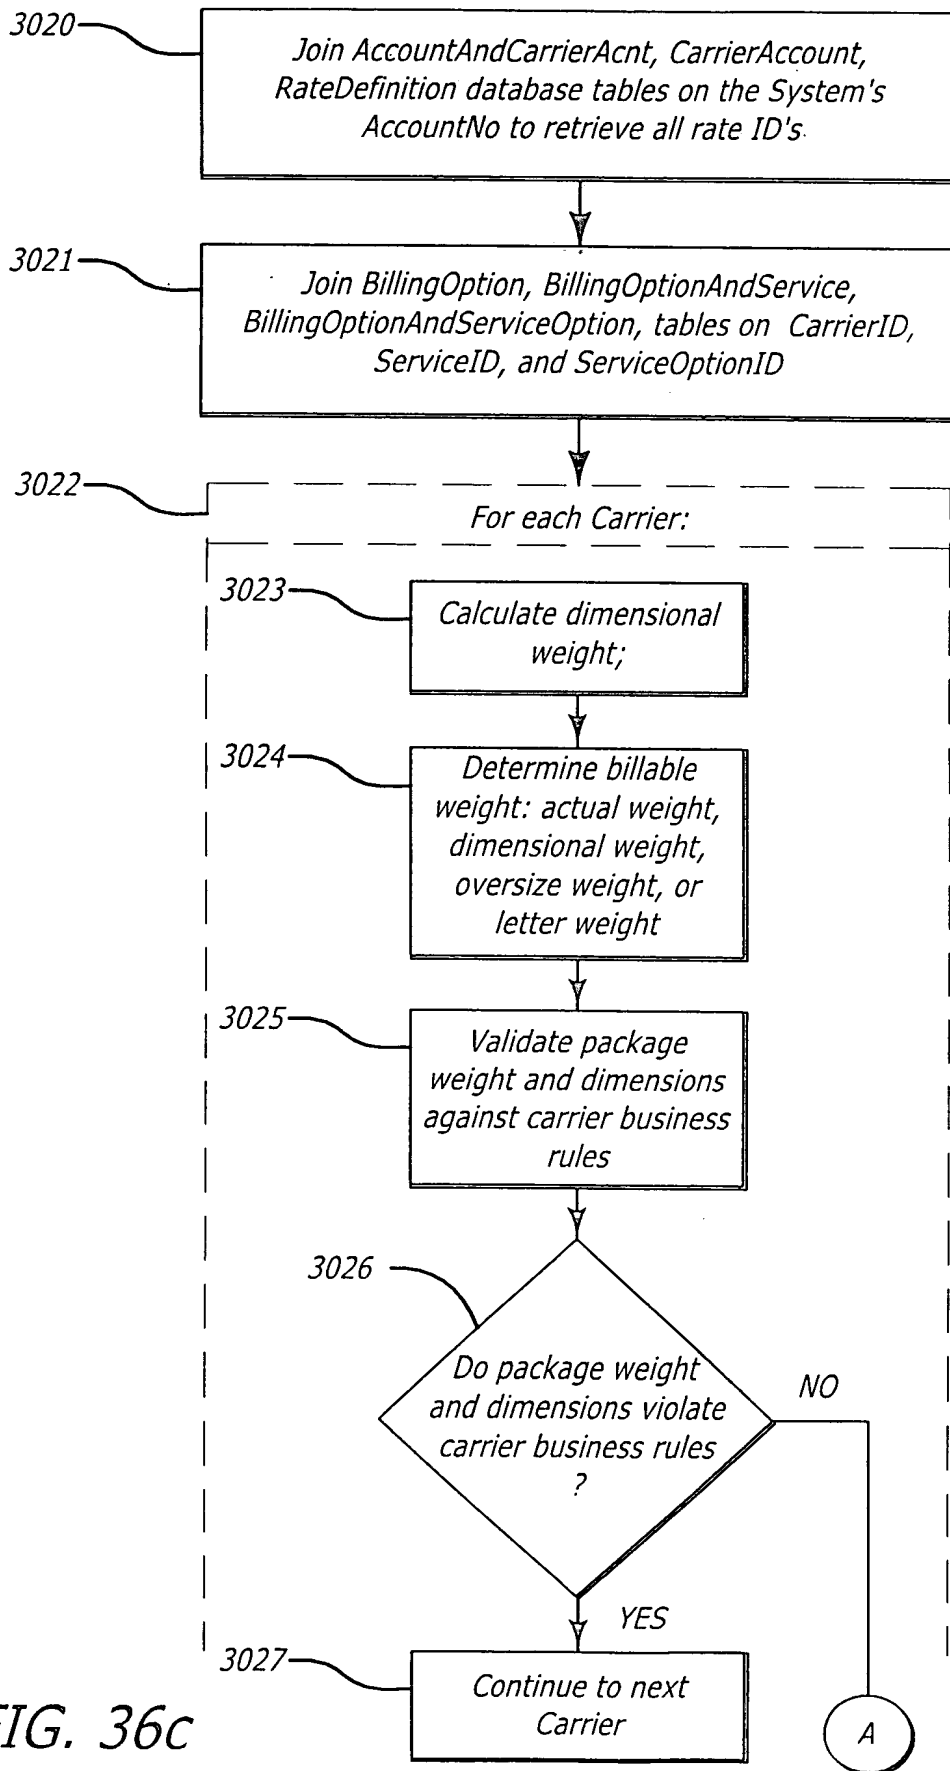 3020
Join AccountAndCarrierAcnt, CarrierAccount,
RateDefinition database tables on the System's
AccountNo to retrieve all rate ID's
3021
Join BillingOption, BillingOptionAndService,
BillingOptionAndServiceOption, tables on CarrierID,
ServiceID, and ServiceOptionID
3022
For each Carrier:
3023
Calculate dimensional
weight;
3024
Determine billable
weight: actual weight,
dimensional weight,
oversize weight, or
letter weight
3025
Validate package
weight and dimensions
against carrier business
rules
3026
Do package weight
and dimensions violate
carrier business rules
?
NO
YES
3027
Continue to next
Carrier
A
FIG. 36c